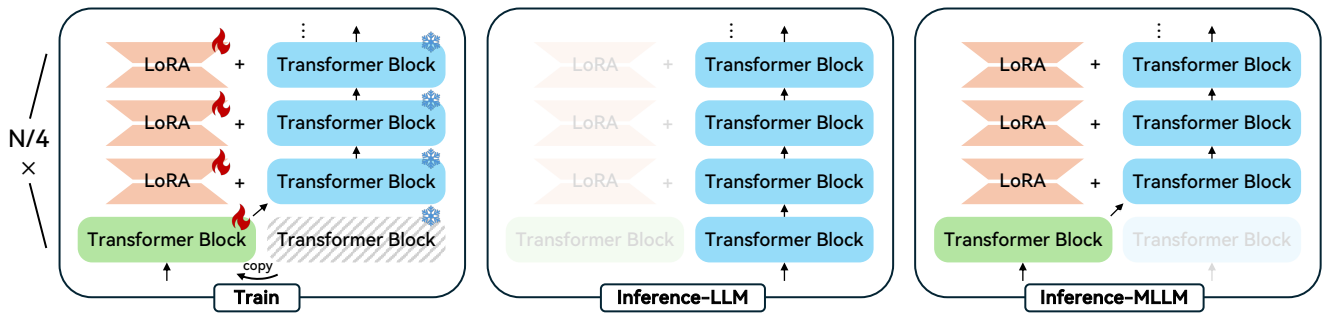 N/4
×
⋮
LoRA + Transformer Block
LoRA + Transformer Block
LoRA + Transformer Block
Transformer Block Transformer Block
copy
Train
⋮
LoRA + Transformer Block
LoRA + Transformer Block
LoRA + Transformer Block
Transformer Block Transformer Block
Inference-LLM
⋮
LoRA + Transformer Block
LoRA + Transformer Block
LoRA + Transformer Block
Transformer Block Transformer Block
Inference-MLLM